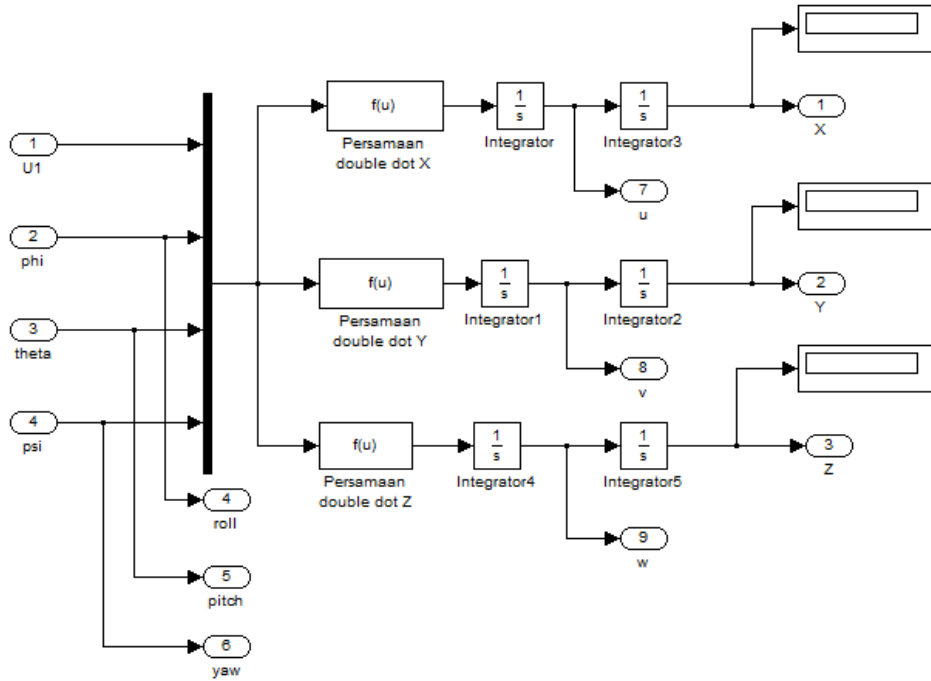 1
U1
2
phi
3
theta
4
psi
4
roll
5
pitch
6
yaw
f(u)
Persamaan
double dot X
1
s
Integrator
1
s
Integrator3
1
X
7
u
f(u)
Persamaan
double dot Y
1
s
Integrator1
1
s
Integrator2
2
Y
8
v
f(u)
Persamaan
double dot Z
1
s
Integrator4
1
s
Integrator5
3
Z
9
w